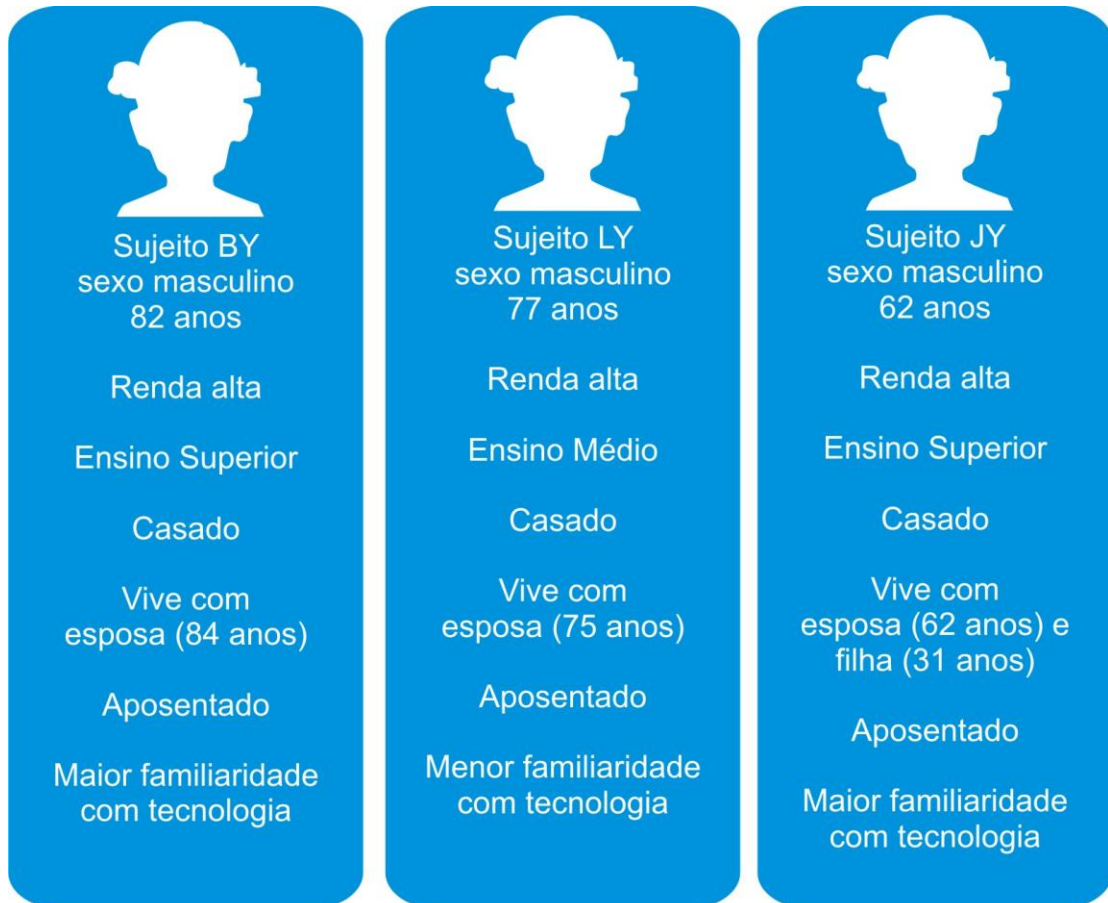 Sujeito BY
sexo masculino
82 anos
Renda alta
Ensino Superior
Casado
Vive com
esposa (84 anos)
Aposentado
Maior familiaridade
com tecnologia
Sujeito LY
sexo masculino
77 anos
Renda alta
Ensino Médio
Casado
Vive com
esposa (75 anos)
Aposentado
Menor familiaridade
com tecnologia
Sujeito JY
sexo masculino
62 anos
Renda alta
Ensino Superior
Casado
Vive com
esposa (62 anos) e
filha (31 anos)
Aposentado
Maior familiaridade
com tecnologia